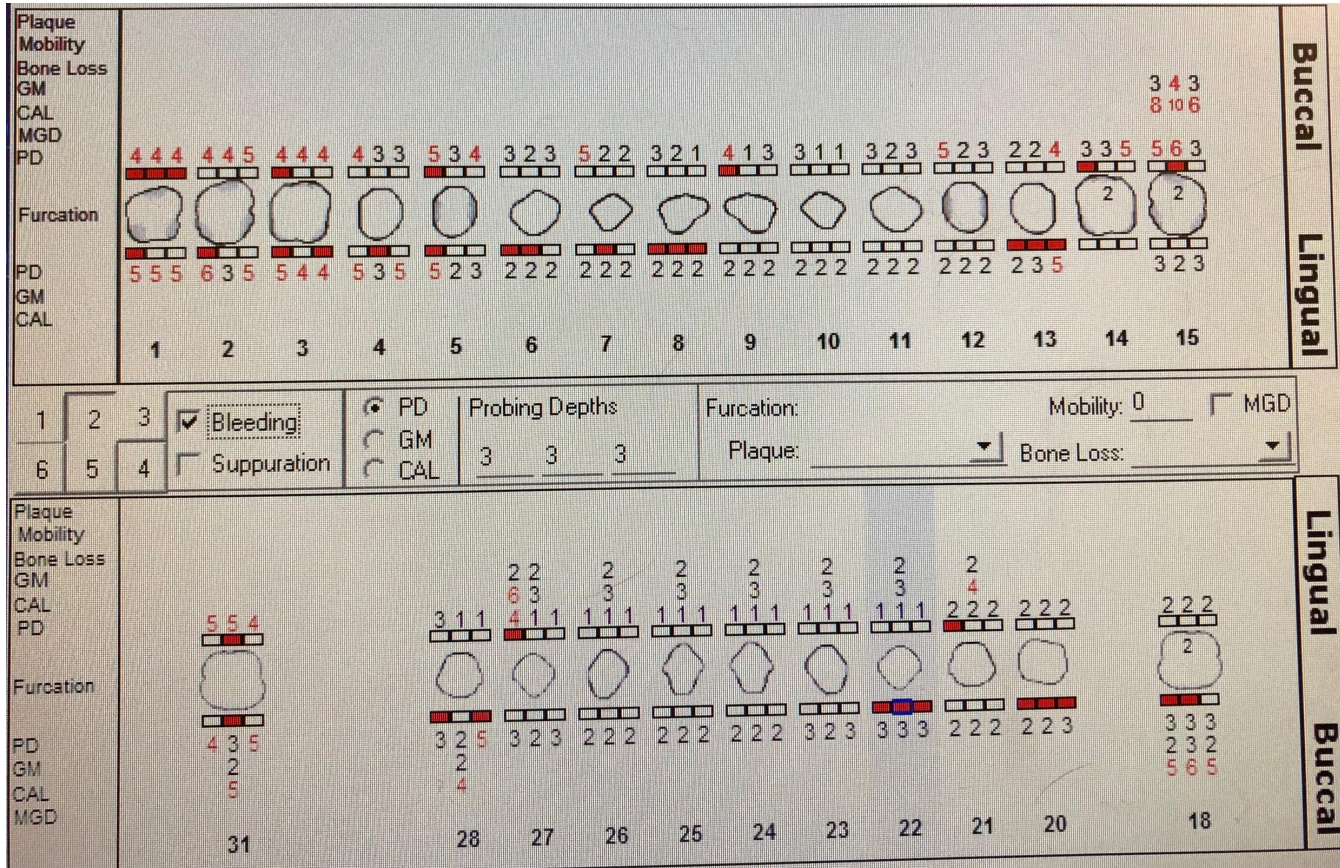 Plaque
Mobility
Bone Loss
GM 3 4 3
CAL 8 10 6
MGD
PD 4 4 4 4 4 5 4 4 4 4 3 3 5 3 4 3 2 3 5 2 2 3 2 1 4 1 3 3 1 1 3 2 3 5 2 3 2 2 4 3 3 5 5 6 3
Buccal
Furcation 2 2
PD 5 5 5 6 3 5 5 4 4 5 3 5 5 2 3 2 2 2 2 2 2 2 2 2 2 2 2 2 2 2 2 2 2 2 2 2 2 3 5 3 2 3
GM
CAL
Lingual
1 2 3 4 5 6 7 8 9 10 11 12 13 14 15
1 2 3 Bleeding PD Probing Depths Furcation: Mobility: 0 MGD
GM
6 5 4 Suppuration CAL 3 3 3 Plaque: Bone Loss:
Plaque
Mobility
Bone Loss
GM 2 2 2 2 2 2 2 2
CAL 6 3 3 3 3 3 3 4
PD 5 5 4 3 1 1 4 1 1 1 1 1 1 1 1 1 1 1 1 1 1 1 1 1 2 2 2 2 2 2 2 2 2
Lingual
Furcation 2
PD 4 3 5 3 2 5 3 2 3 2 2 2 2 2 2 2 2 2 3 2 3 3 3 3 2 2 2 2 2 3 3 3 3
GM 2 2 2 3 2
CAL 5 4 5 6 5
MGD
Buccal
31 28 27 26 25 24 23 22 21 20 18